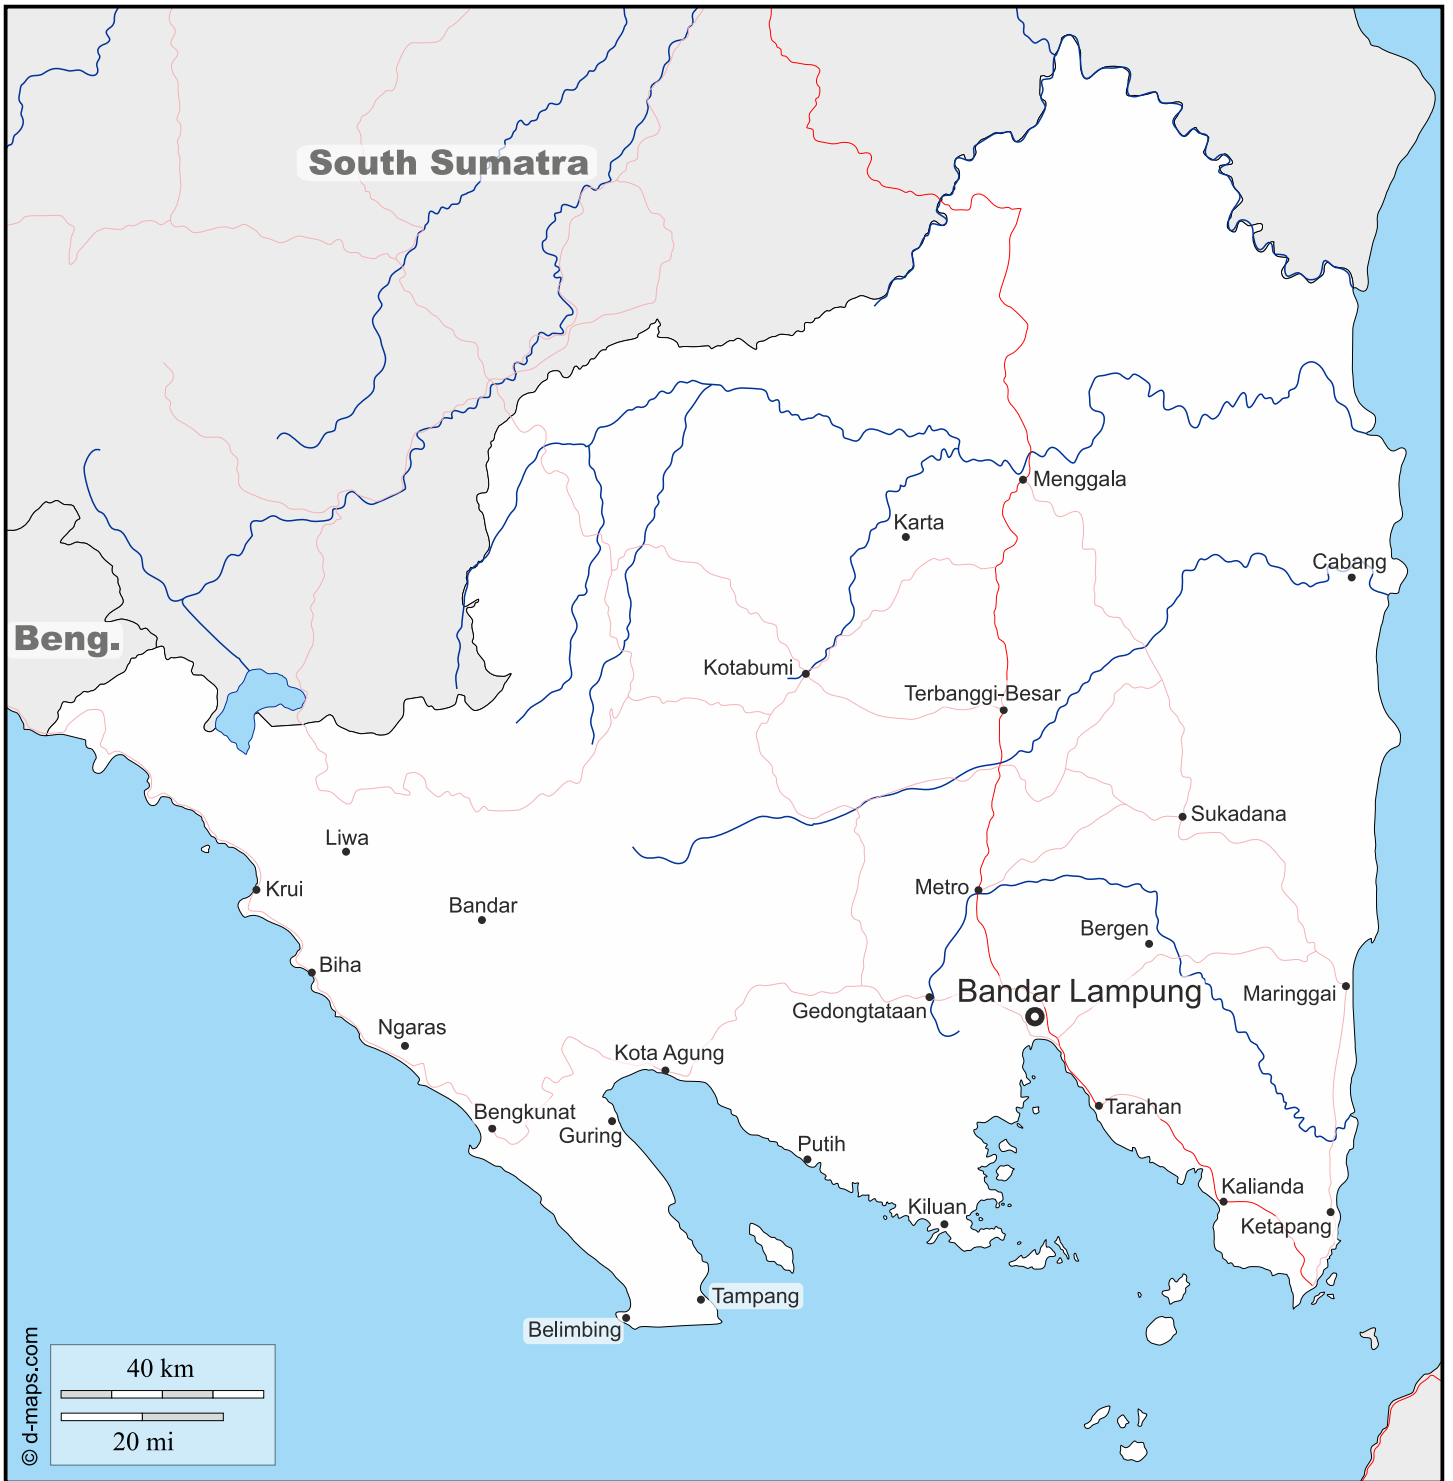 South Sumatra
Menggala
Karta
Cabang
Beng.
Kotabumi
Terbanggi-Besar
Sukadana
Liwa
Krui
Metro
Bandar
Bergen
Biha
Maringgai
Bandar Lampung
Gedongtataan
Ngaras
Kota Agung
Bengkunat
Guring
Tarahan
Putih
Kalianda
Kiluan
Ketapang
Tampang
Belimbing
40 km
20 mi
© d-maps.com